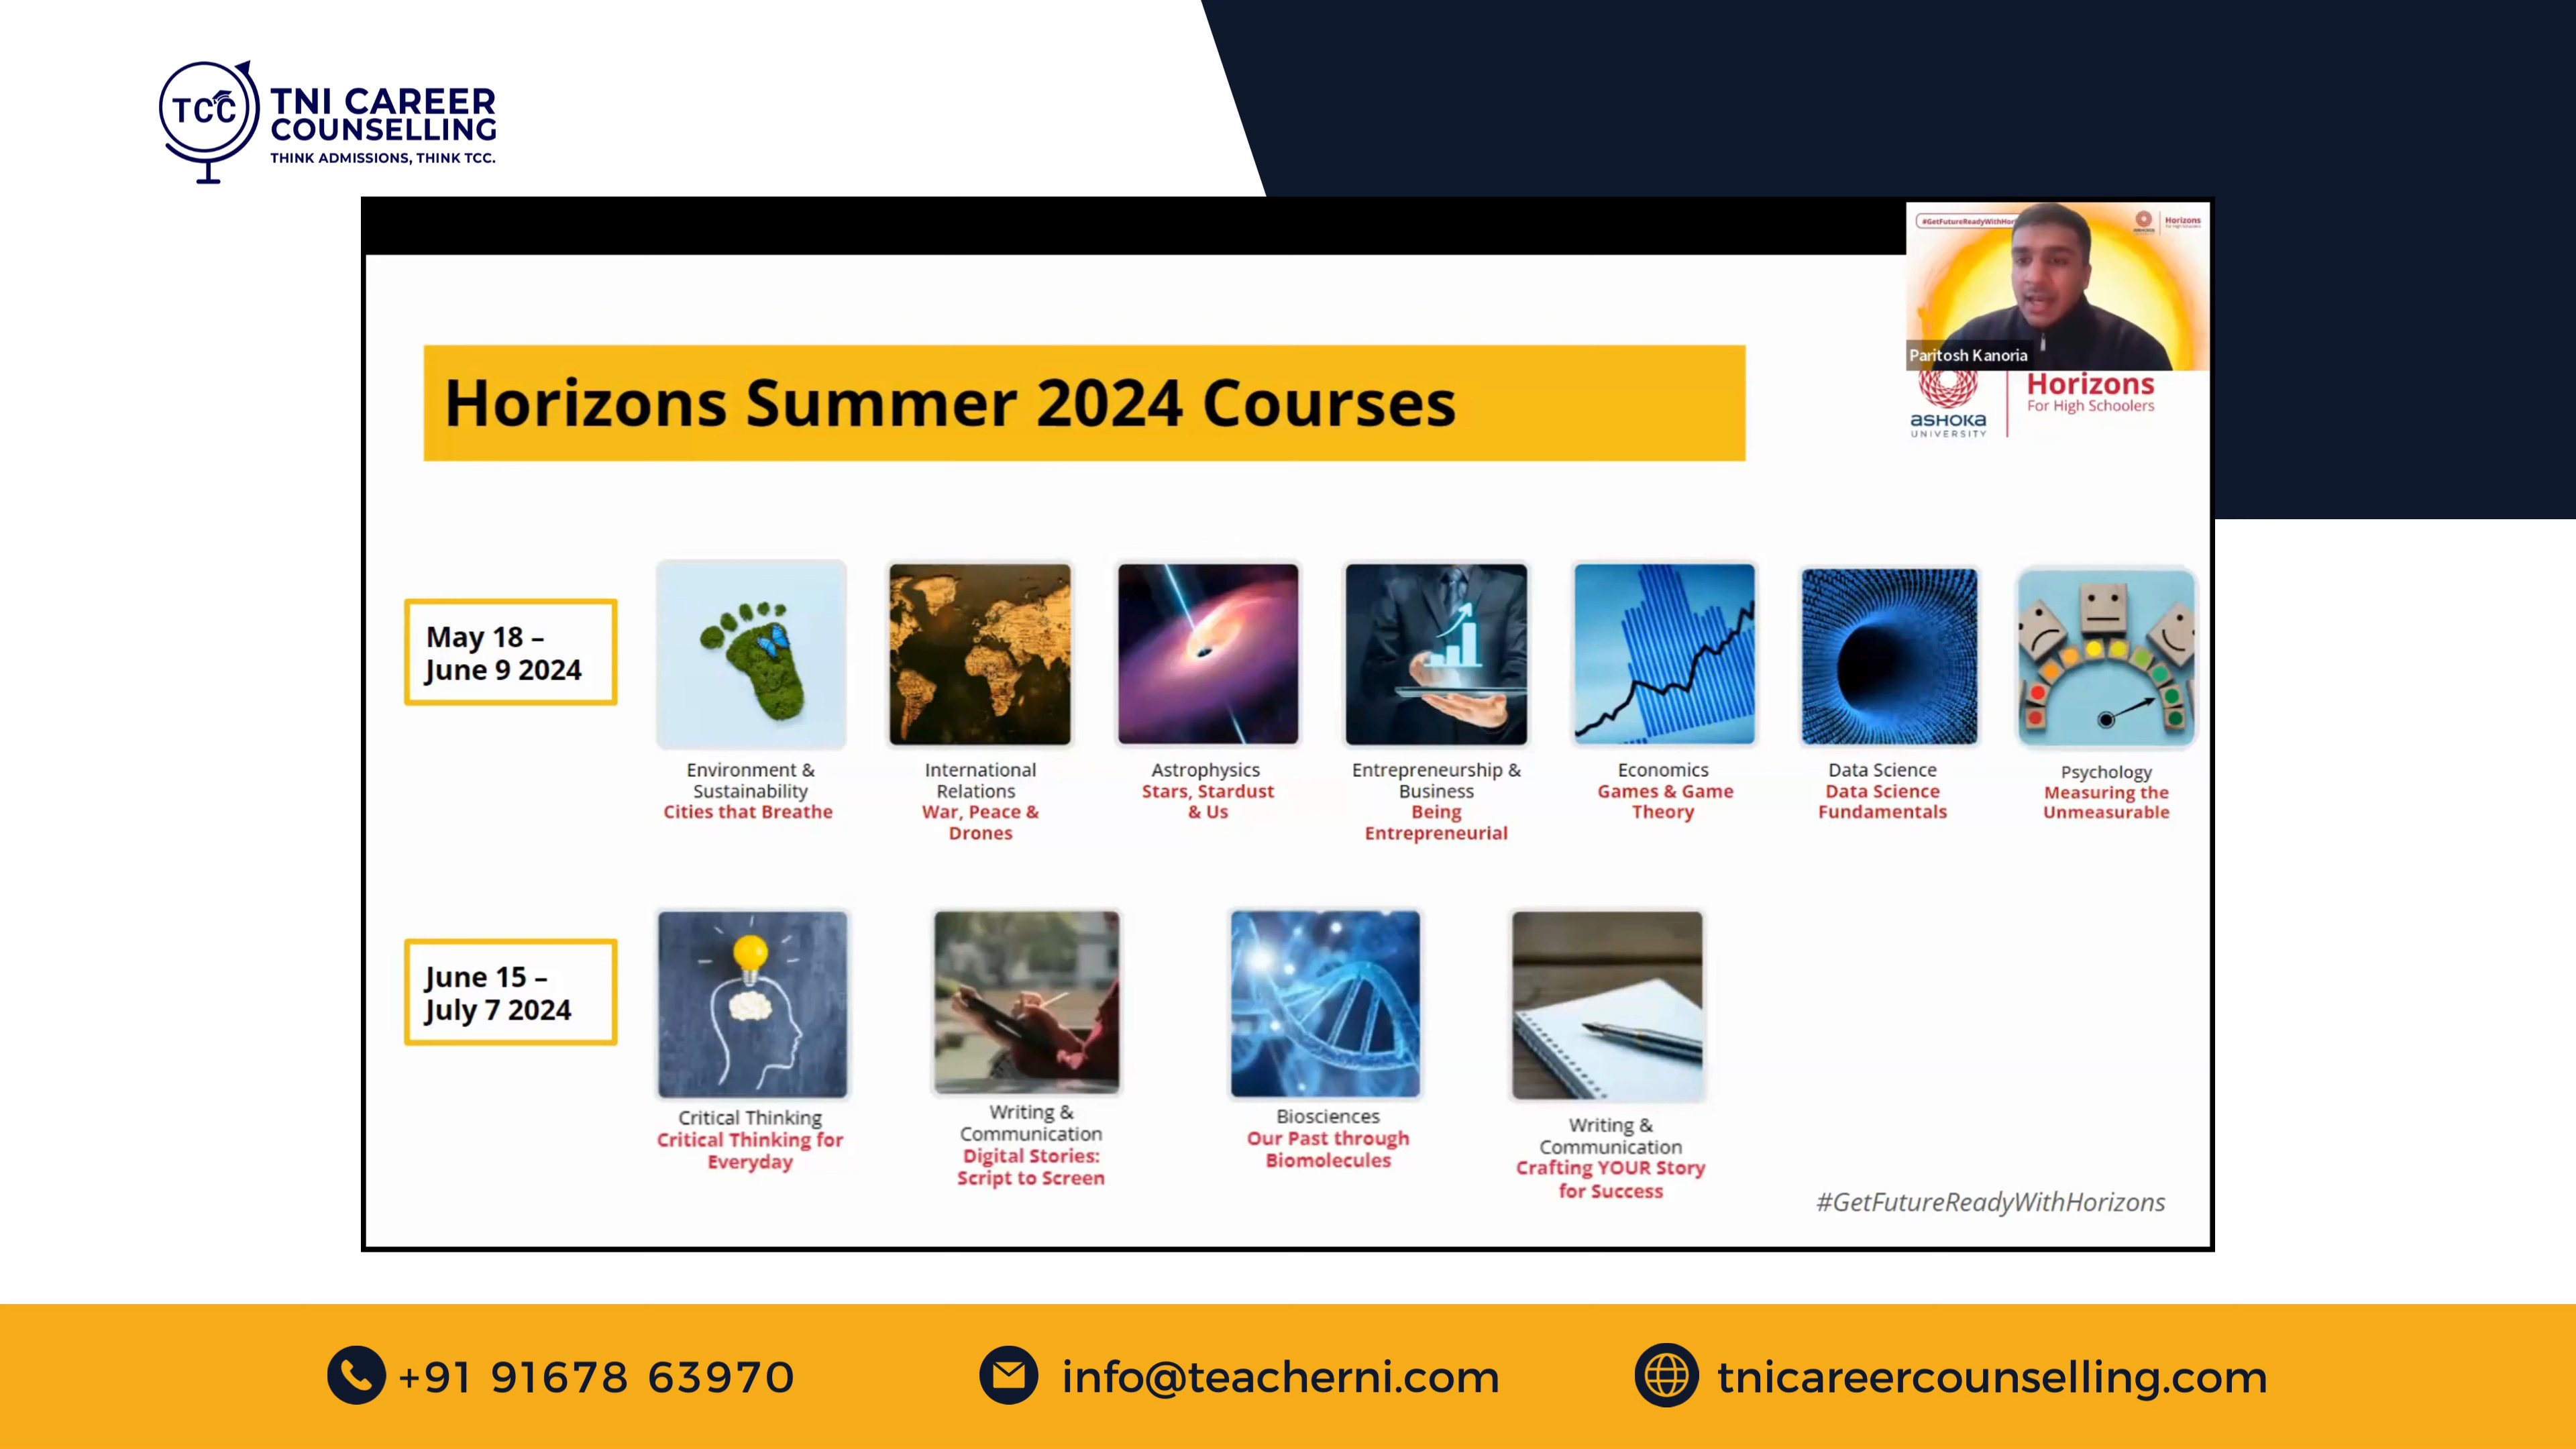 TCC
TNI CAREER
COUNSELLING
THINK ADMISSIONS, THINK TCC.
Horizons
Paritosh Kanoria
Horizons Summer 2024 Courses
ASHOKA
UNIVERSITY
Horizons
For High Schoolers
May 18 –
June 9 2024
Environment &
Sustainability
Cities that Breathe
International
Relations
War, Peace &
Drones
Astrophysics
Stars, Stardust
& Us
Entrepreneurship &
Business
Being
Entrepreneurial
Economics
Games & Game
Theory
Data Science
Data Science
Fundamentals
Psychology
Measuring the
Unmeasurable
June 15 –
July 7 2024
Critical Thinking
Critical Thinking for
Everyday
Writing &
Communication
Digital Stories:
Script to Screen
Biosciences
Our Past through
Biomolecules
Writing &
Communication
Crafting YOUR Story
for Success
#GetFutureReadyWithHorizons
+91 91678 63970
info@teacherni.com
tnicareercounselling.com